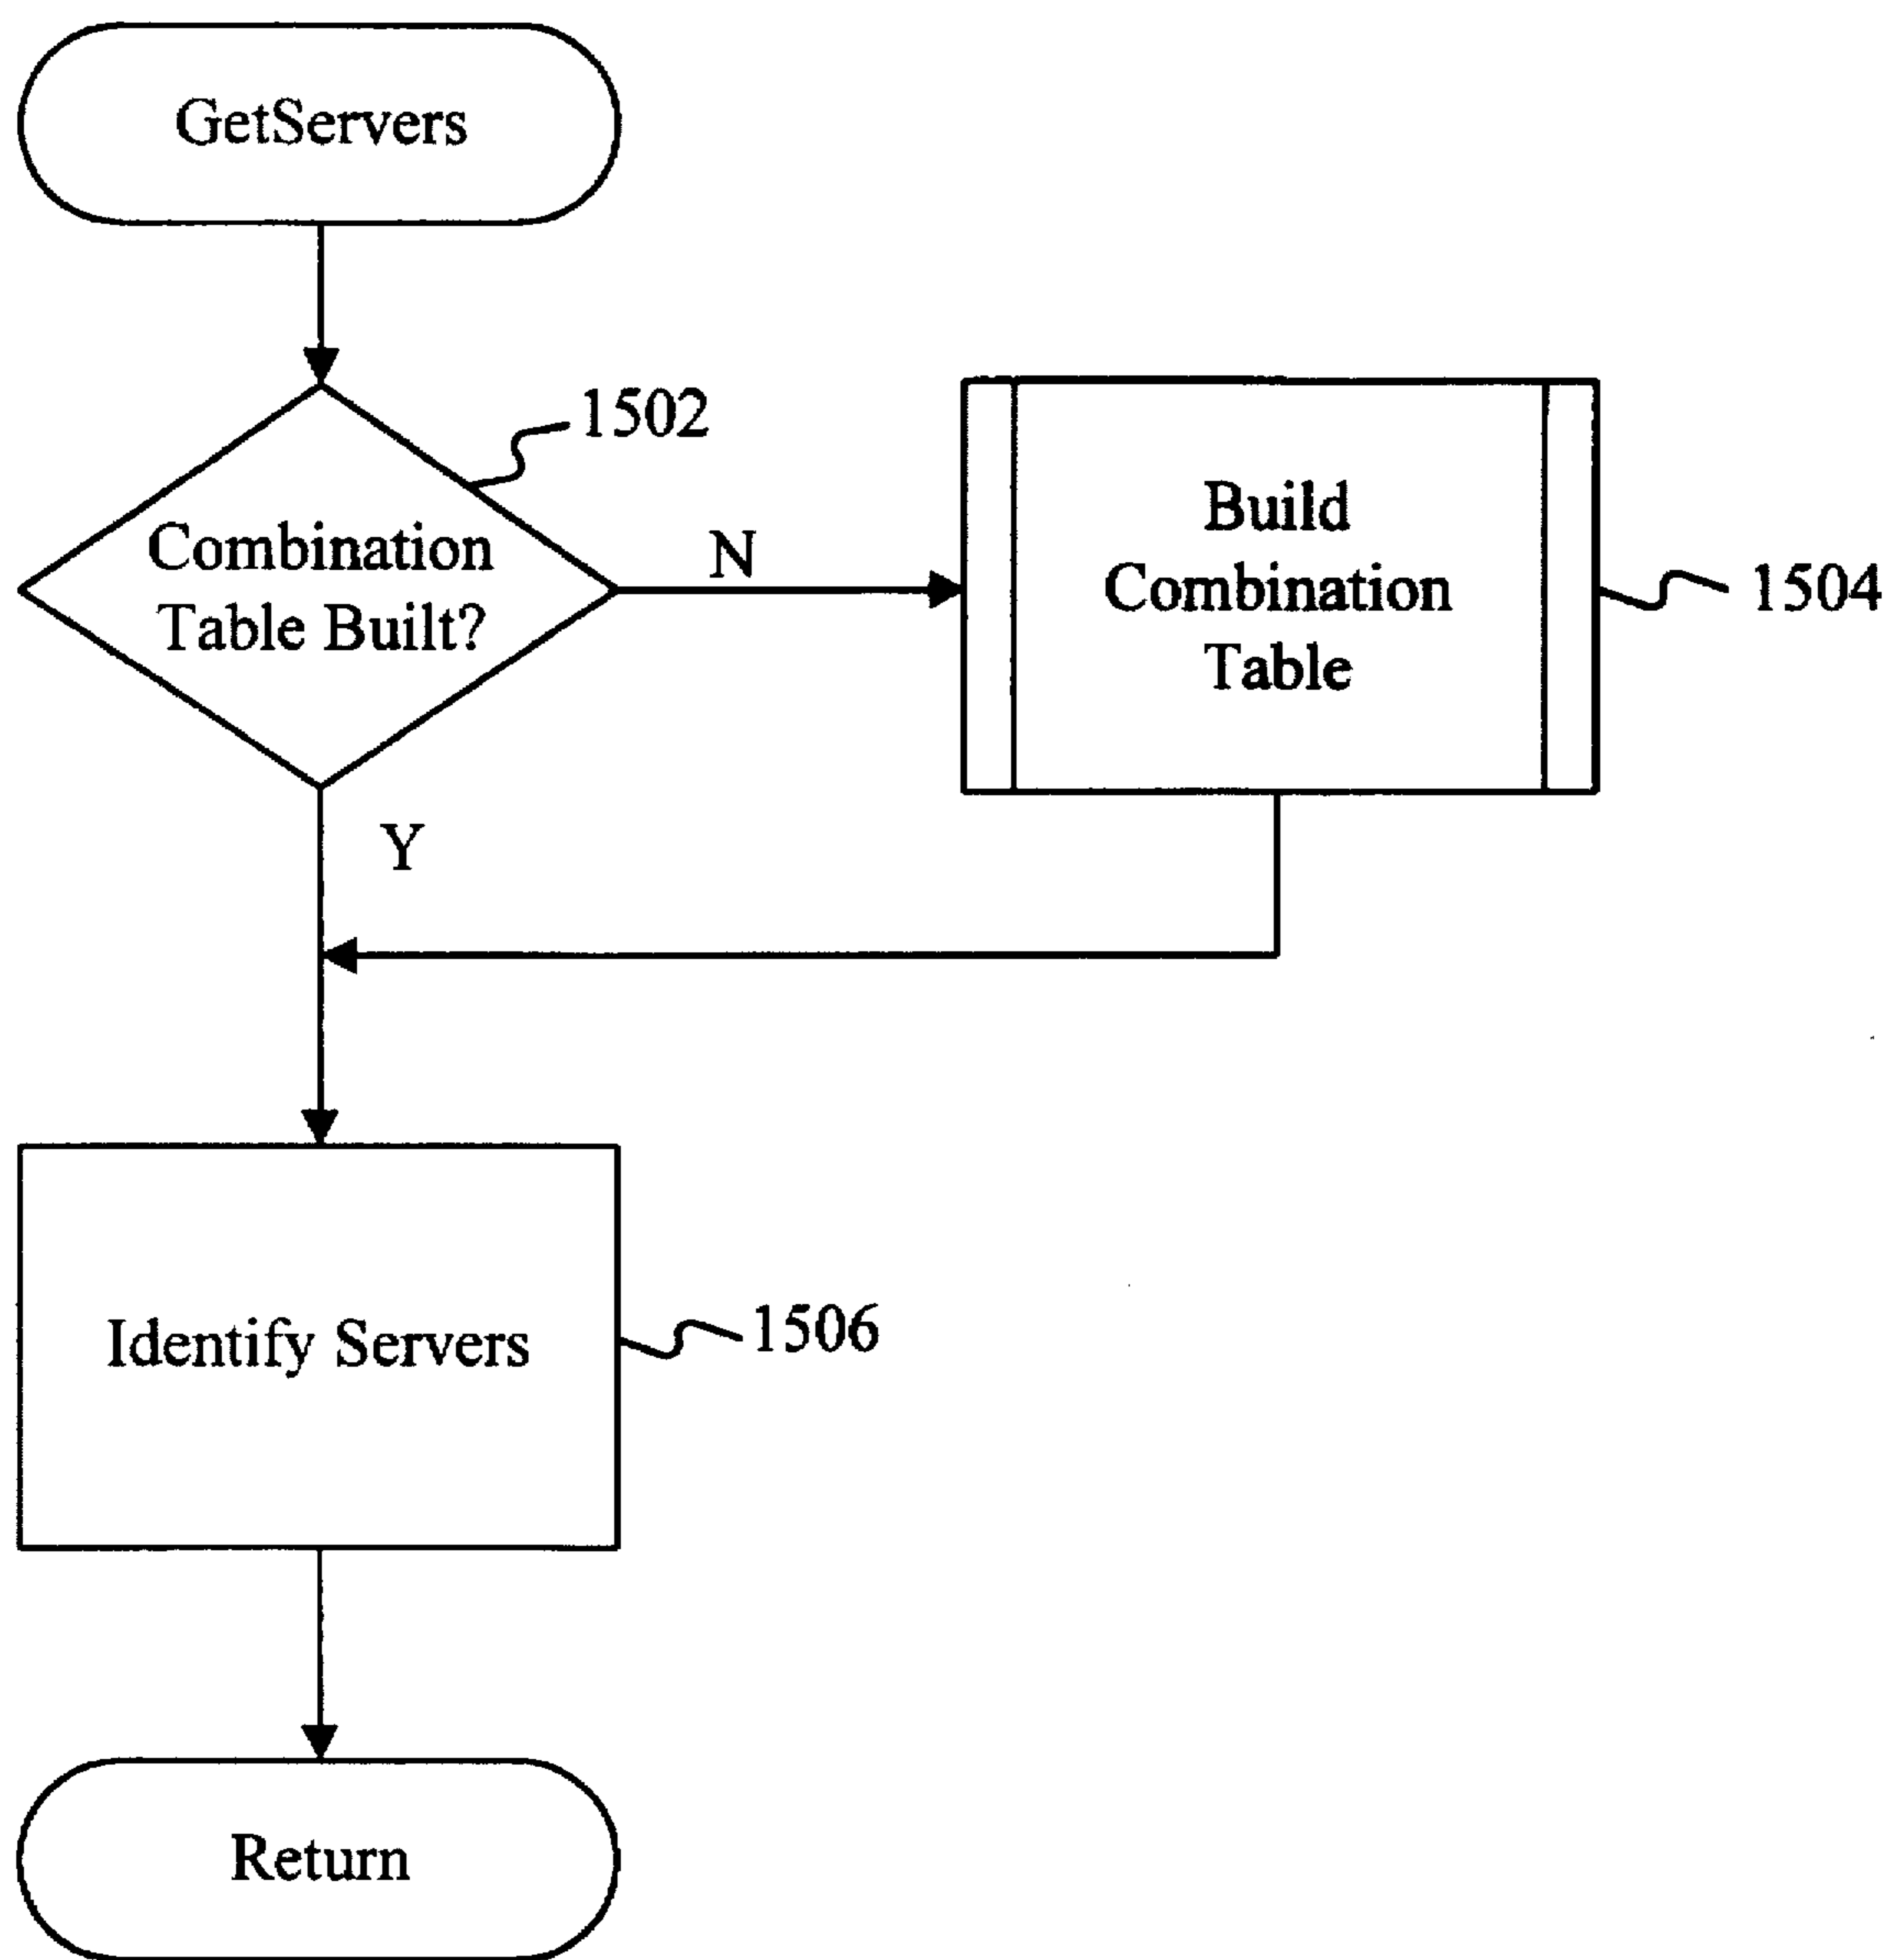 GetServers
1502
Combination
Table Built?
N
Build
Combination
Table
1504
Y
Identify Servers
1506
Return